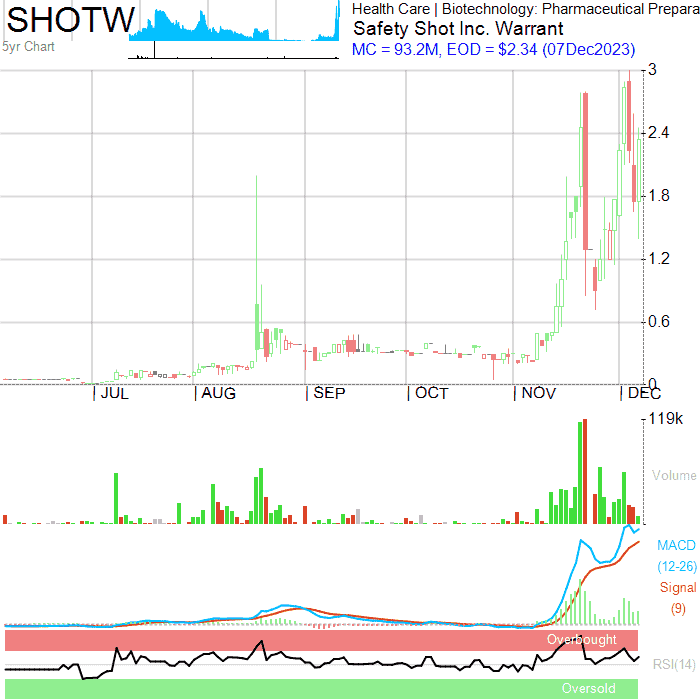 SHOTW
5yr Chart
Health Care | Biotechnology: Pharmaceutical Prepara
Safety Shot Inc. Warrant
MC = 93.2M, EOD = $2.34 (07Dec2023)
3
2.4
1.8
1.2
0.6
0
JUL AUG SEP OCT NOV DEC
119k
Volume
MACD
(12-26)
Signal
(9)
Overbought
RSI(14)
Oversold